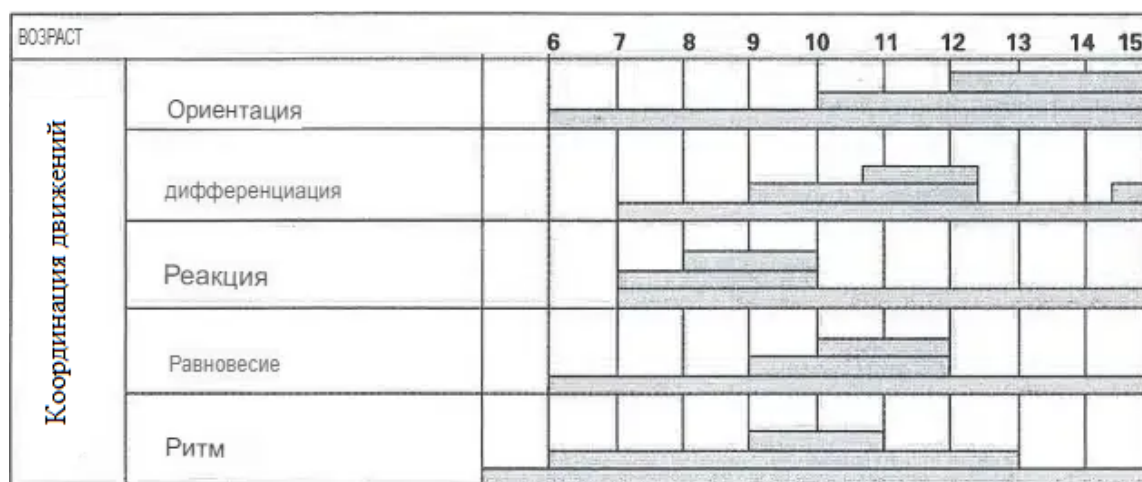 ВОЗРАСТ 6 7 8 9 10 11 12 13 14 15
Координация движений
Ориентация
дифференциация
Реакция
Равновесие
Ритм